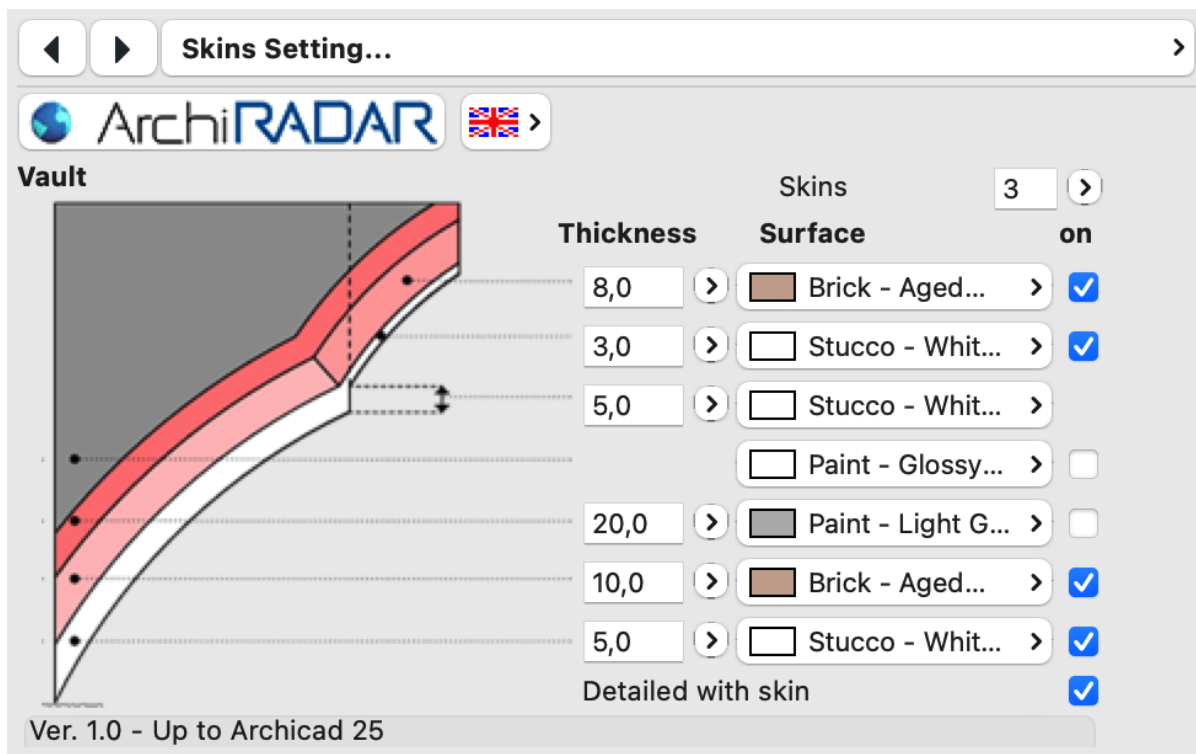 Skins Setting...
ArchiRADAR
Vault
Skins 3
Thickness Surface on
8,0 Brick - Aged...
3,0 Stucco - Whit...
5,0 Stucco - Whit...
Paint - Glossy...
20,0 Paint - Light G...
10,0 Brick - Aged...
5,0 Stucco - Whit...
Detailed with skin
Ver. 1.0 - Up to Archicad 25